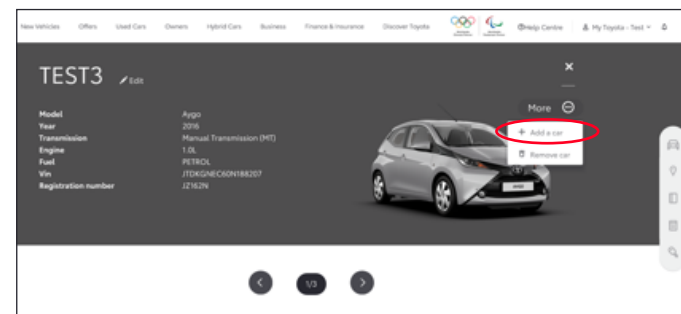 New Vehicles Offers Used Cars Owners Hybrid Cars Business Finance & Insurance Discover Toyota Help Centre My Toyota - Test
TEST3 Edit
More
Model Aygo
Year 2016
Transmission Manual Transmission (MT)
Engine 1.0L
Fuel PETROL
Vin JTDKGNEC60N188207
Registration number JZ162N
+ Add a car
Remove car
1/3